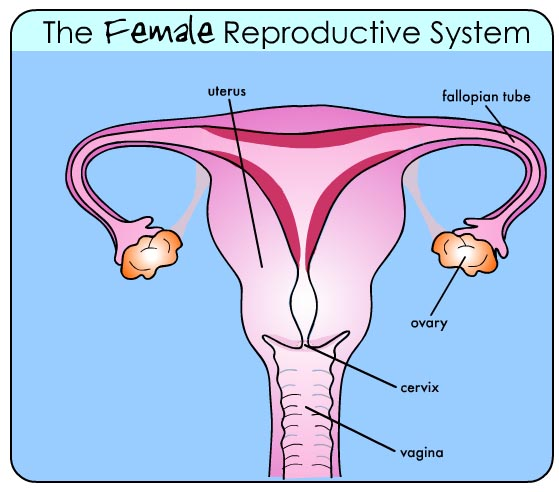 The Female Reproductive System
uterus
fallopian tube
ovary
cervix
vagina